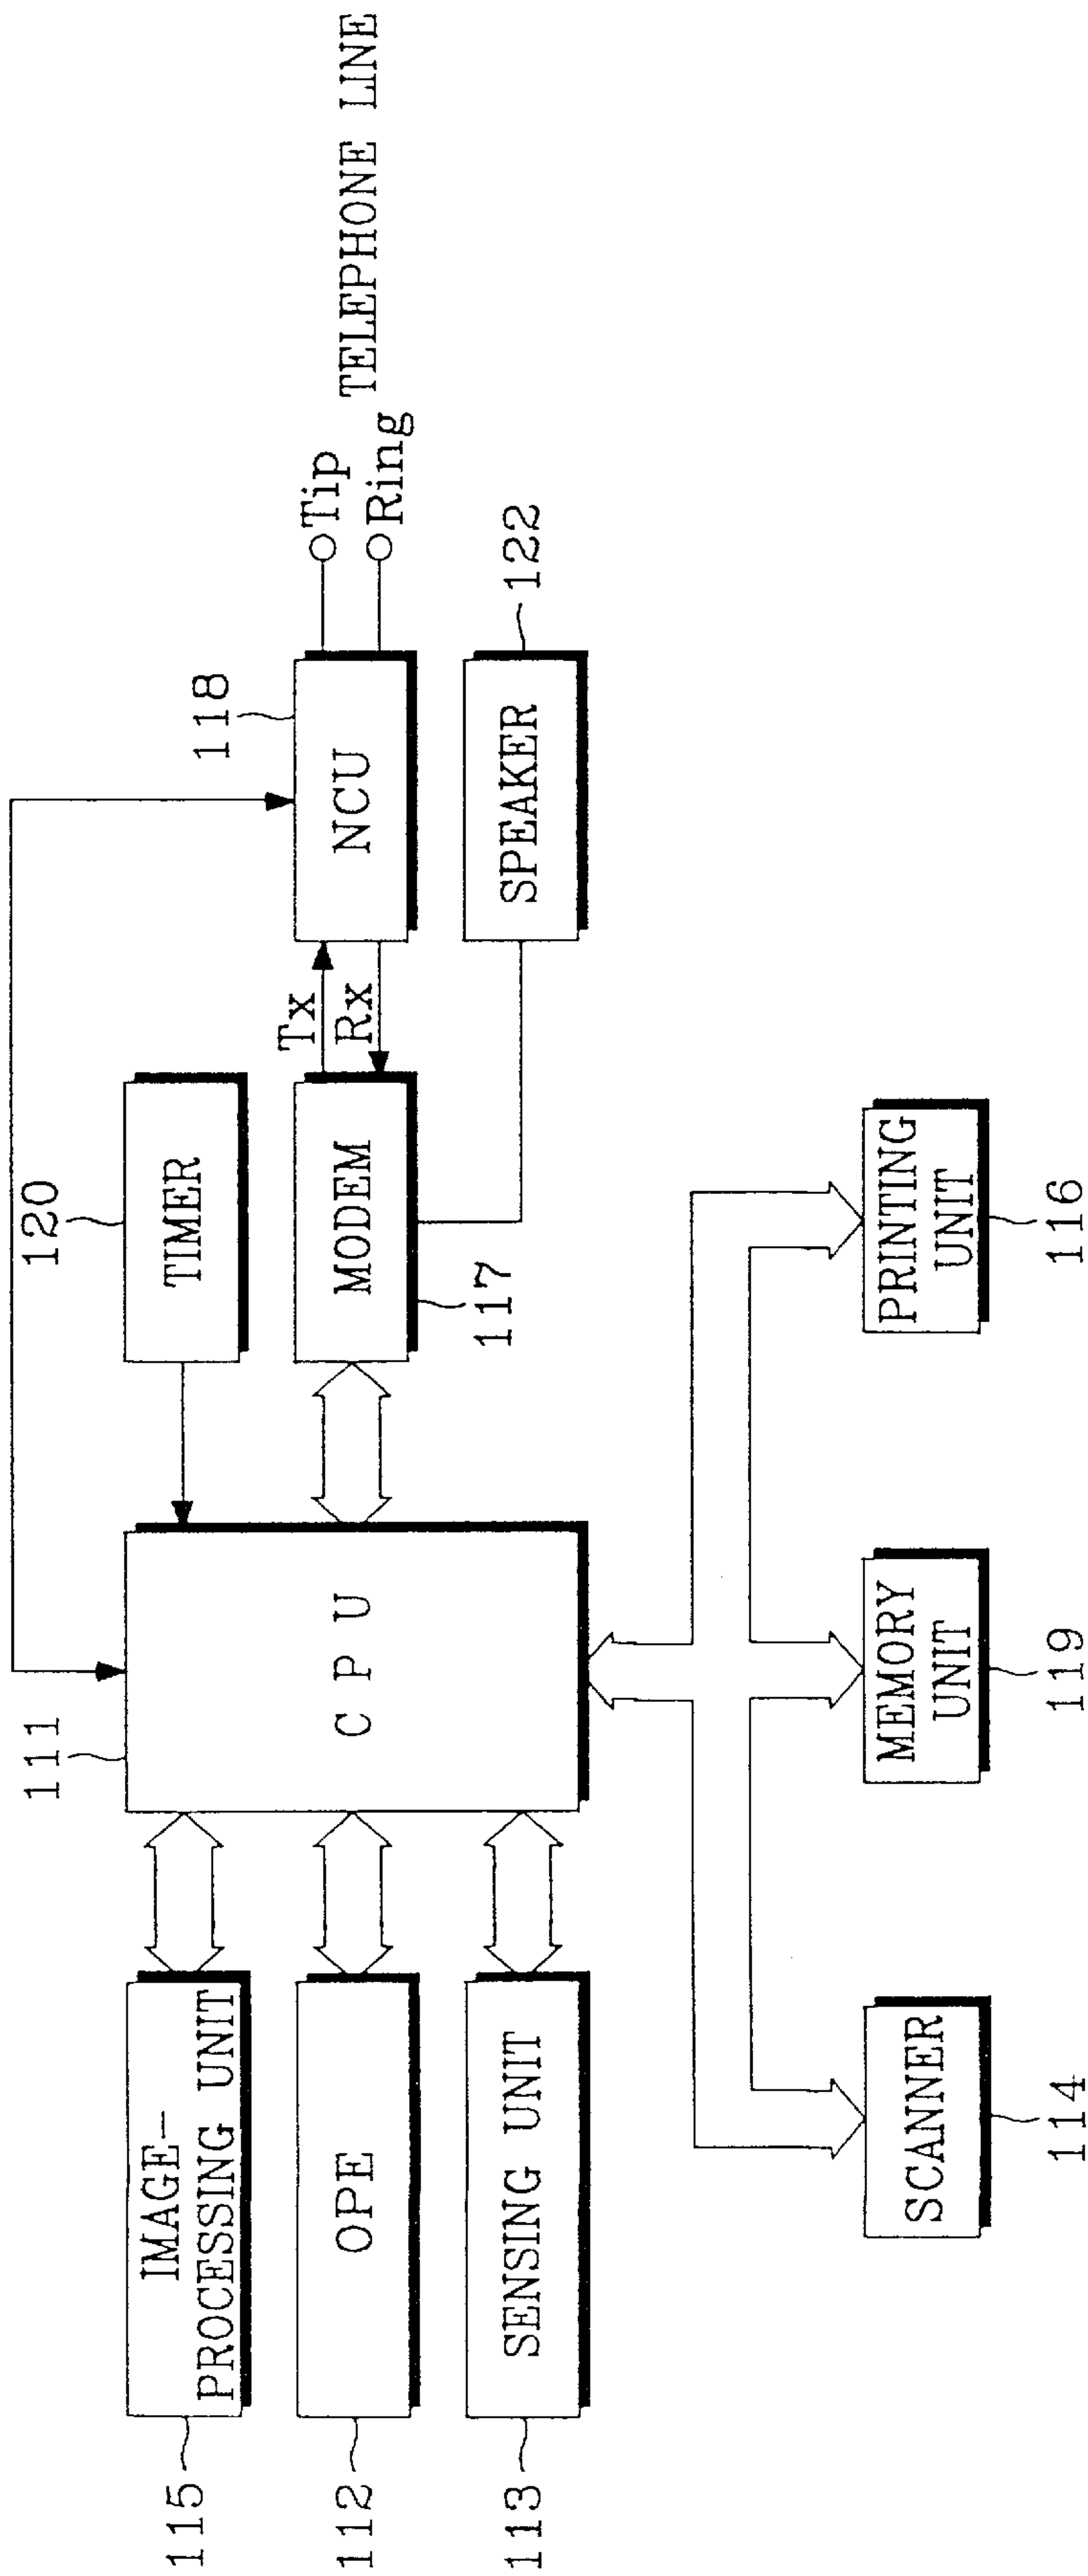 120
118
TIMER
111
IMAGE-
PROCESSING UNIT
115
C P U
MODEM
117
Tx
Rx
NCU
Tip
Ring
TELEPHONE LINE
OPE
112
SENSING UNIT
113
SPEAKER
122
SCANNER
114
MEMORY
UNIT
119
PRINTING
UNIT
116